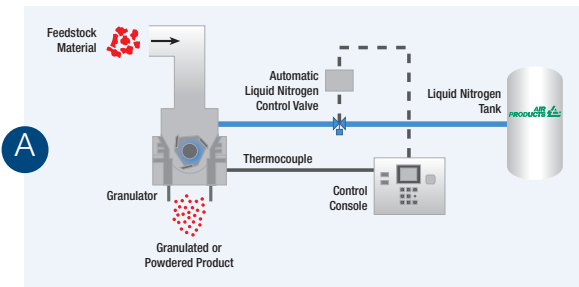 Feedstock
Material
Automatic
Liquid Nitrogen
Control Valve
Liquid Nitrogen
Tank
AIR
PRODUCTS
A
Thermocouple
Granulator
Control
Console
Granulated or
Powdered Product